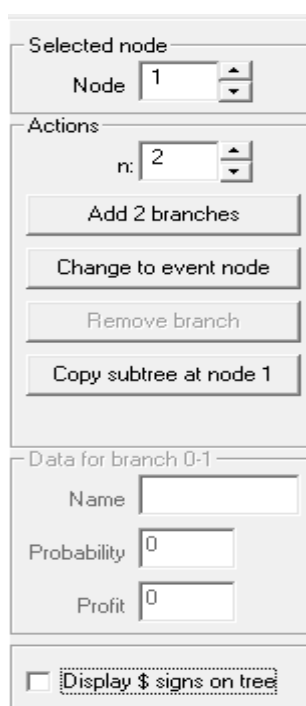 Selected node
Node 1
Actions
n: 2
Add 2 branches
Change to event node
Remove branch
Copy subtree at node 1
Data for branch 0-1
Name
Probability 0
Profit 0
Display $ signs on tree